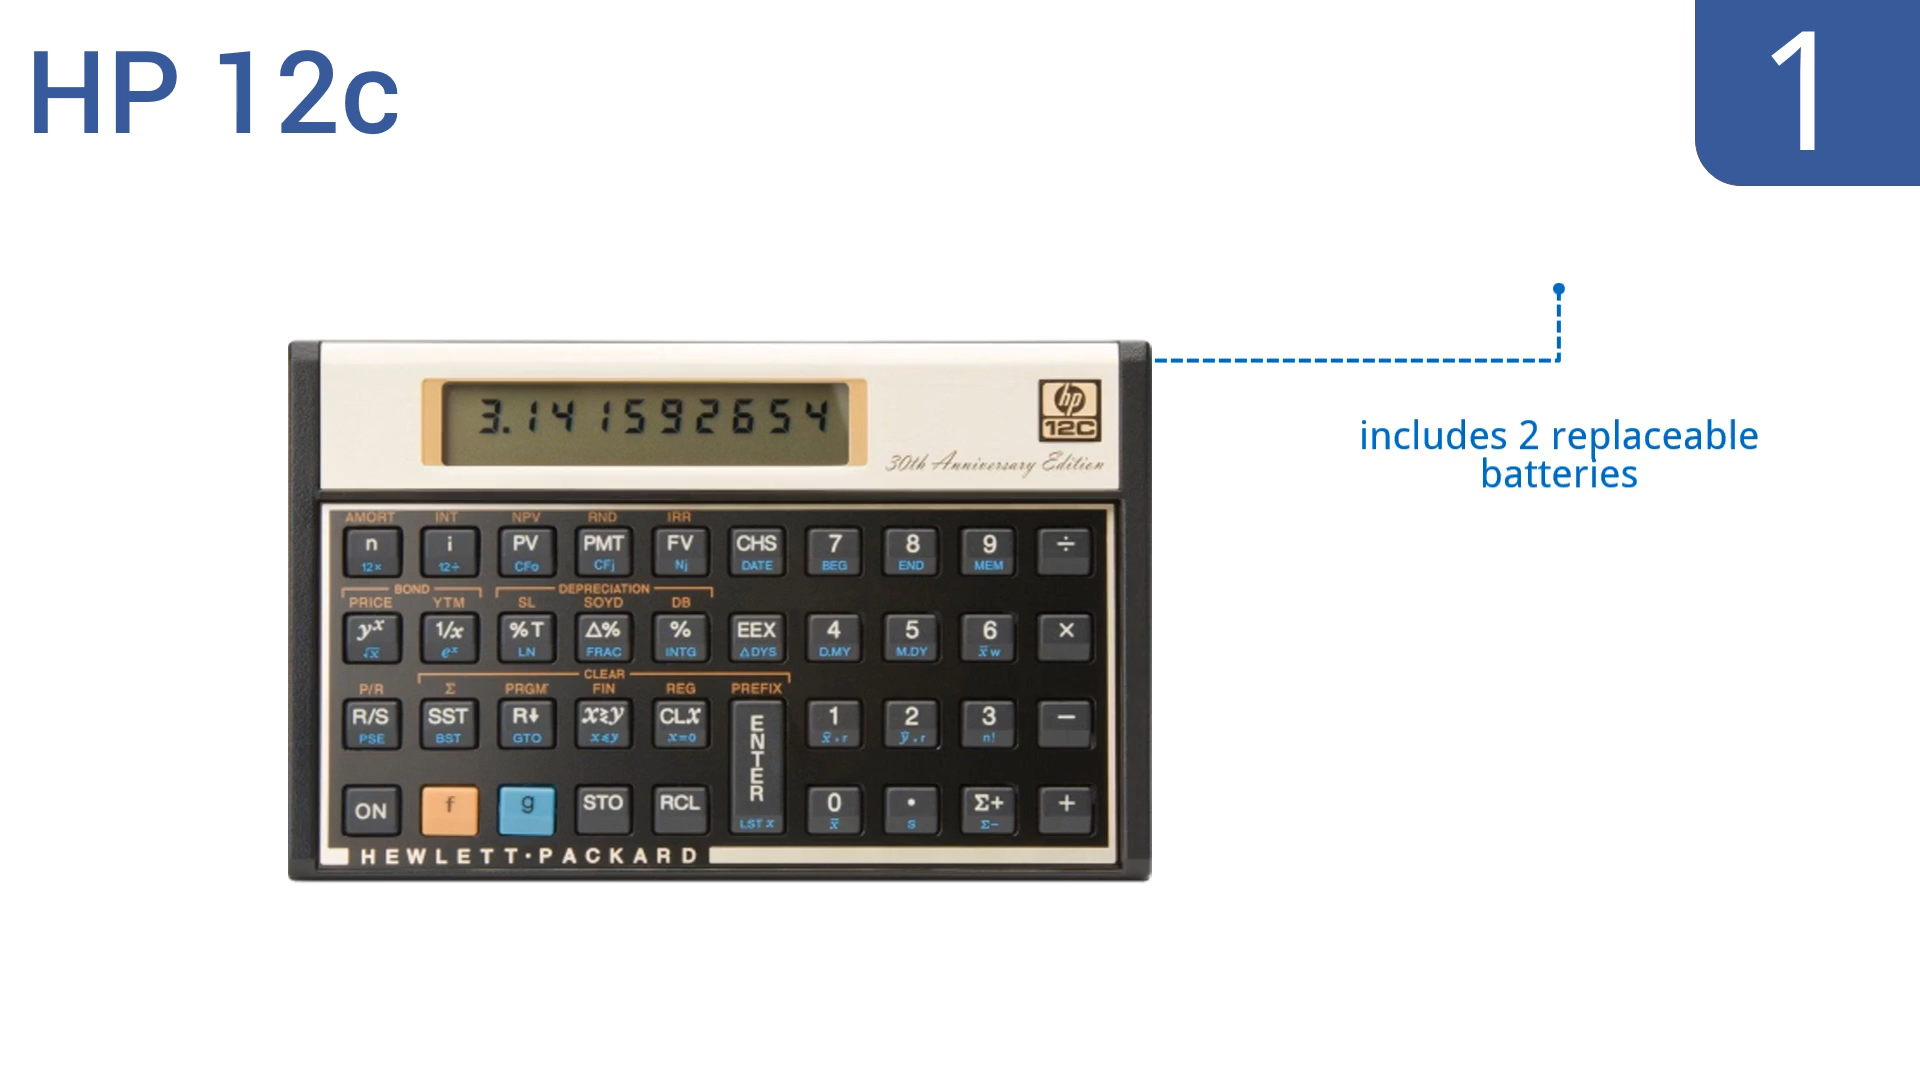 HP 12c
1
includes 2 replaceable
batteries
3.141592654
hp
12C
30th Anniversary Edition
AMORT INT NPV RND IRR
n i PV PMT FV CHS 7 8 9 ÷
12× 12÷ CFo CFj Nj DATE BEG END MEM
BOND DEPRECIATION
PRICE YTM SL SOYD DB
yˣ 1/x %T Δ% % EEX 4 5 6 ×
√x eˣ LN FRAC INTG ΔDYS D.MY M.DY x̄w
CLEAR
P/R Σ PRGM FIN REG PREFIX
R/S SST R↓ x≷y CLx ENTER 1 2 3 −
PSE BST GTO x≤y x=0 x̂,r ŷ,r n!
ON f g STO RCL 0 • Σ+ +
LST x x̄ s Σ−
HEWLETT·PACKARD